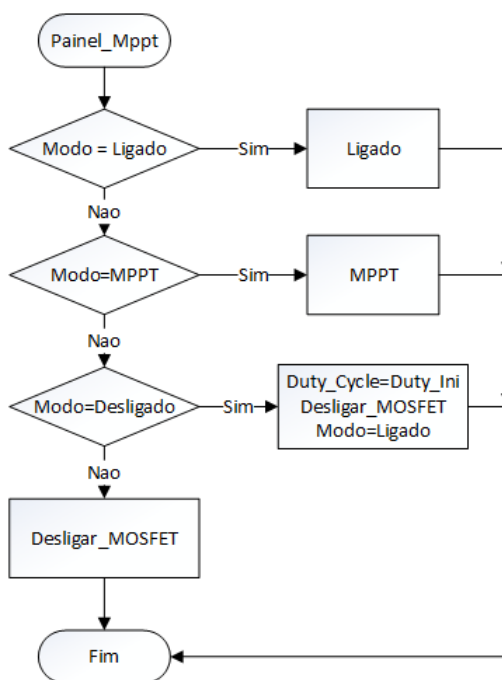 Painel_Mppt
Modo = Ligado
Sim
Ligado
Nao
Modo=MPPT
Sim
MPPT
Nao
Modo=Desligado
Sim
Duty_Cycle=Duty_Ini
Desligar_MOSFET
Modo=Ligado
Nao
Desligar_MOSFET
Fim